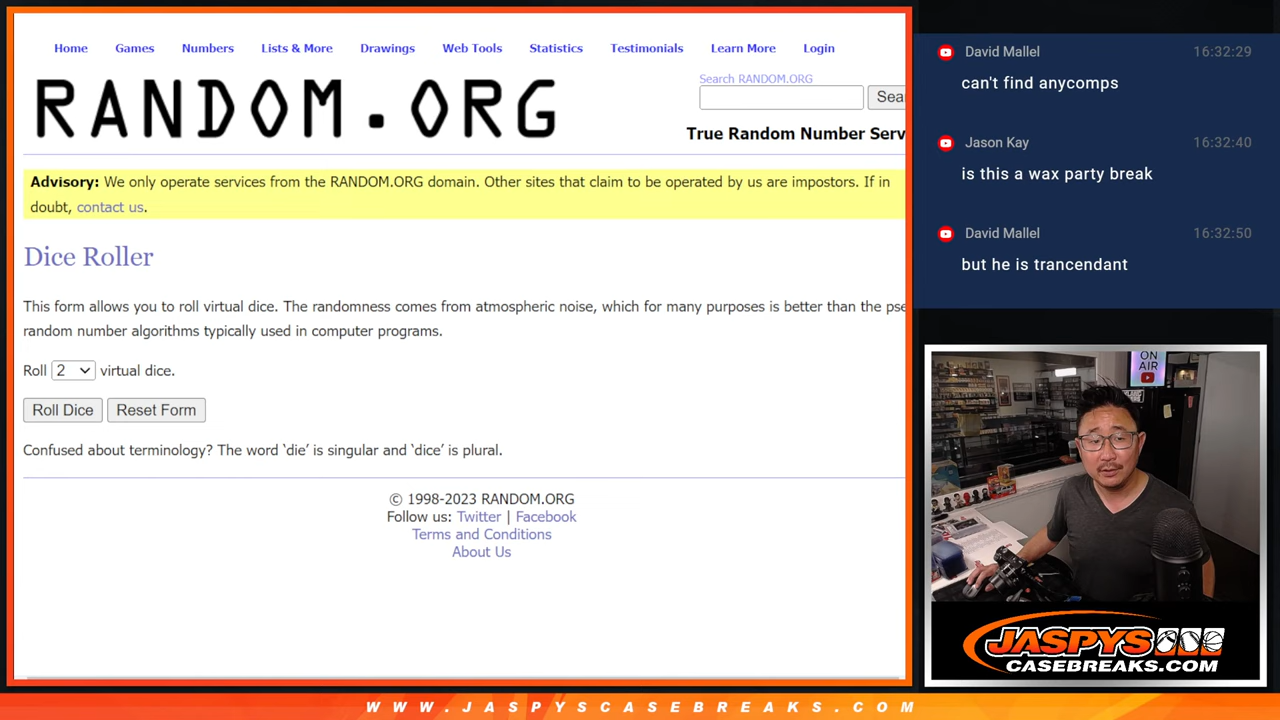 Home Games Numbers Lists & More Drawings Web Tools Statistics Testimonials Learn More Login
RANDOM.ORG
Search RANDOM.ORG
Sea
True Random Number Serv
Advisory: We only operate services from the RANDOM.ORG domain. Other sites that claim to be operated by us are impostors. If in
doubt, contact us.
Dice Roller
This form allows you to roll virtual dice. The randomness comes from atmospheric noise, which for many purposes is better than the pse
random number algorithms typically used in computer programs.
Roll 2 virtual dice.
Roll Dice Reset Form
Confused about terminology? The word ‘die’ is singular and ‘dice’ is plural.
© 1998-2023 RANDOM.ORG
Follow us: Twitter | Facebook
Terms and Conditions
About Us
David Mallel 16:32:29
can't find anycomps
Jason Kay 16:32:40
is this a wax party break
David Mallel 16:32:50
but he is trancendant
ON
AIR
JASPYS
CASEBREAKS.COM
WWW.JASPYSCASEBREAKS.COM